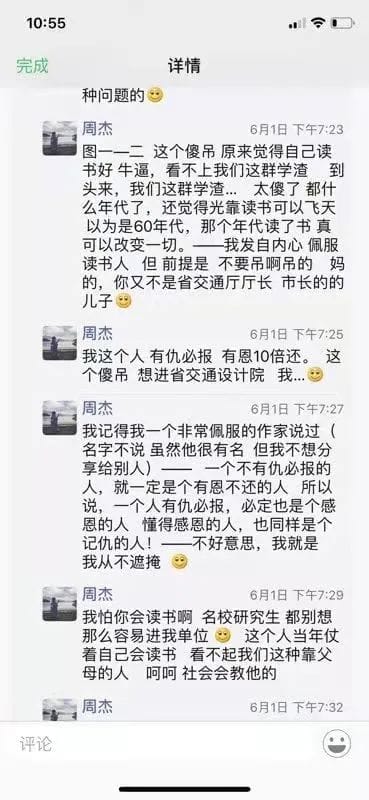 10:55
完成
详情
种问题的
周杰
6月1日 下午7:23
图一—二 这个傻吊 原来觉得自己读
书好 牛逼，看不上我们这群学渣 到
头来，我们这群学渣… 太傻了 都什
么年代了，还觉得光靠读书可以飞天
以为是60年代，那个年代读了书 真
可以改变一切。——我发自内心 佩服
读书人 但 前提是 不要吊啊吊的 妈
的，你又不是省交通厅厅长 市长的的
儿子
周杰
6月1日 下午7:25
我这个人 有仇必报 有恩10倍还。 这
个傻吊 想进省交通设计院 我...
周杰
6月1日 下午7:27
我记得我一个非常佩服的作家说过（
名字不说 虽然他很有名 但我不想分
享给别人）—— 一个不有仇必报的
人，就一定是个有恩不还的人 所以
说，一个人有仇必报，必定也是个感
恩的人 懂得感恩的人，也同样是个
记仇的人！——不好意思，我就是
我从不遮掩
周杰
6月1日 下午7:29
我怕你会读书啊 名校研究生 都别想
那么容易进我单位 这个人当年仗
着自己会读书 看不起我们这种靠父
母的人 呵呵 社会会教他的
周杰
6月1日 下午7:32
评论